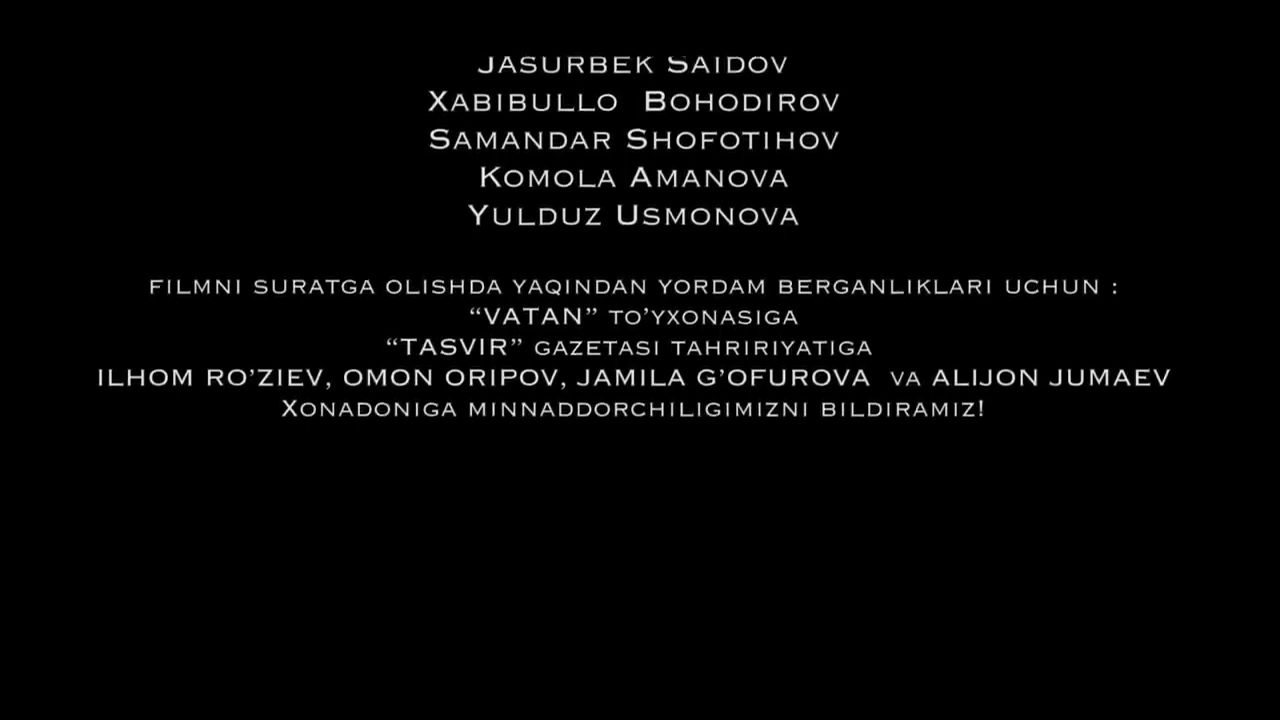 Jasurbek Saidov
Xabibullo Bohodirov
Samandar Shofotihov
Komola Amanova
Yulduz Usmonova
filmni suratga olishda yaqindan yordam berganliklari uchun :
“VATAN” to’yxonasiga
“TASVIR” gazetasi tahririyatiga
ILHOM RO’ZIEV, OMON ORIPOV, JAMILA G’OFUROVA va ALIJON JUMAEV
Xonadoniga minnaddorchiligimizni bildiramiz!